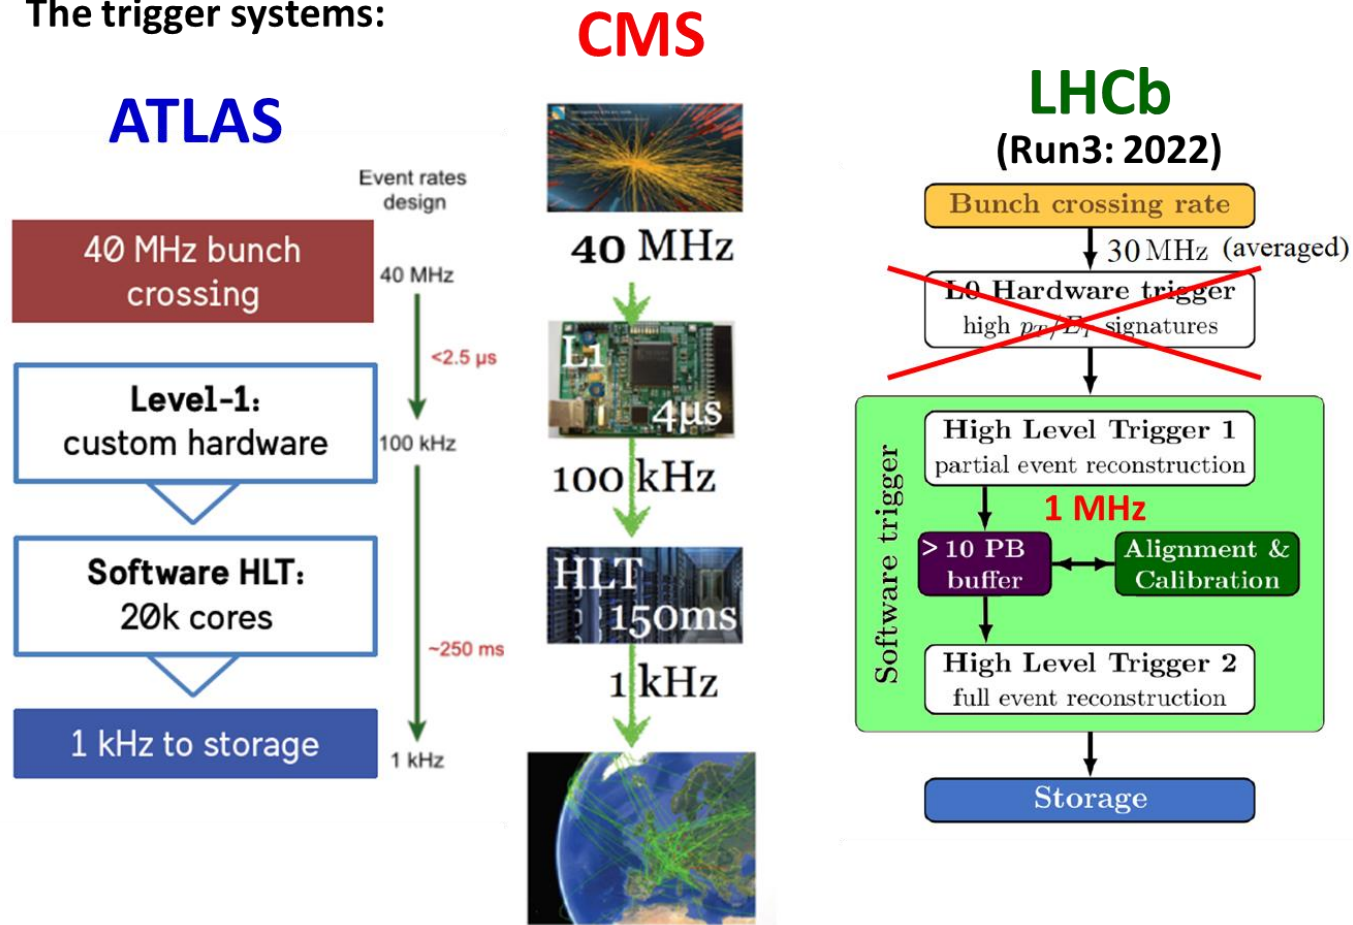 The trigger systems:
ATLAS
Event rates
design
40 MHz bunch
crossing
40 MHz
<2.5 µs
Level-1:
custom hardware
100 kHz
Software HLT:
20k cores
~250 ms
1 kHz to storage
1 kHz
CMS
40 MHz
L1
4µs
100 kHz
HLT
150ms
1 kHz
LHCb
(Run3: 2022)
Bunch crossing rate
30 MHz (averaged)
L0 Hardware trigger
high pT/ET signatures
Software trigger
High Level Trigger 1
partial event reconstruction
1 MHz
> 10 PB
buffer
Alignment &
Calibration
High Level Trigger 2
full event reconstruction
Storage